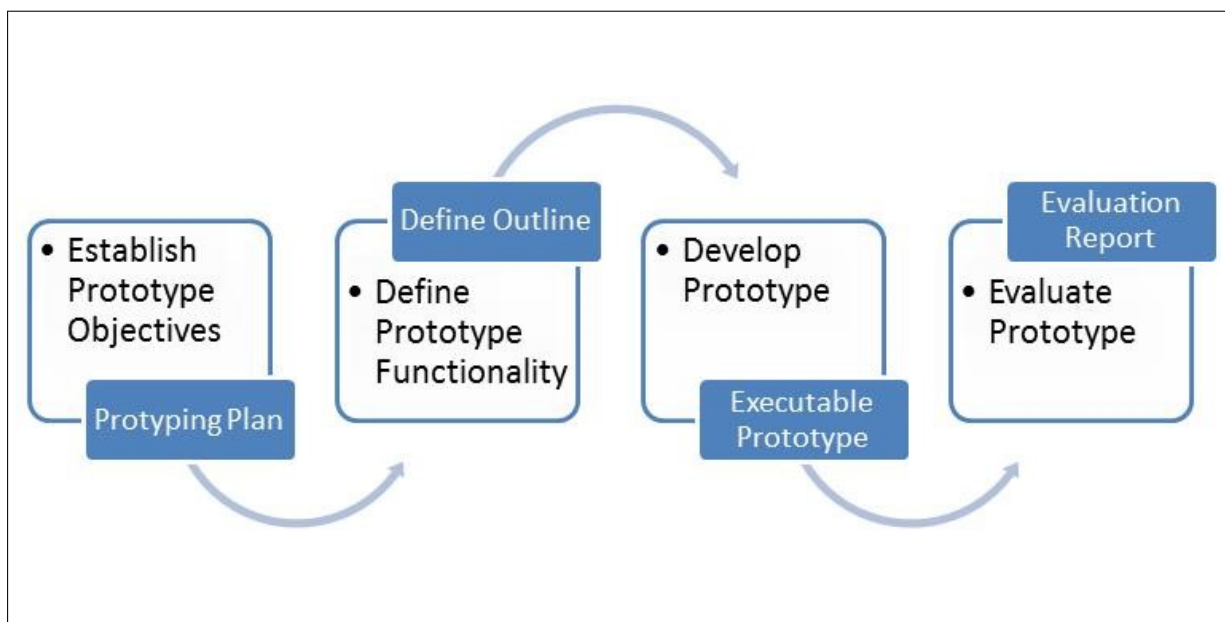 • Establish
Prototype
Objectives
Protyping Plan
Define Outline
• Define
Prototype
Functionality
• Develop
Prototype
Executable
Prototype
Evaluation
Report
• Evaluate
Prototype